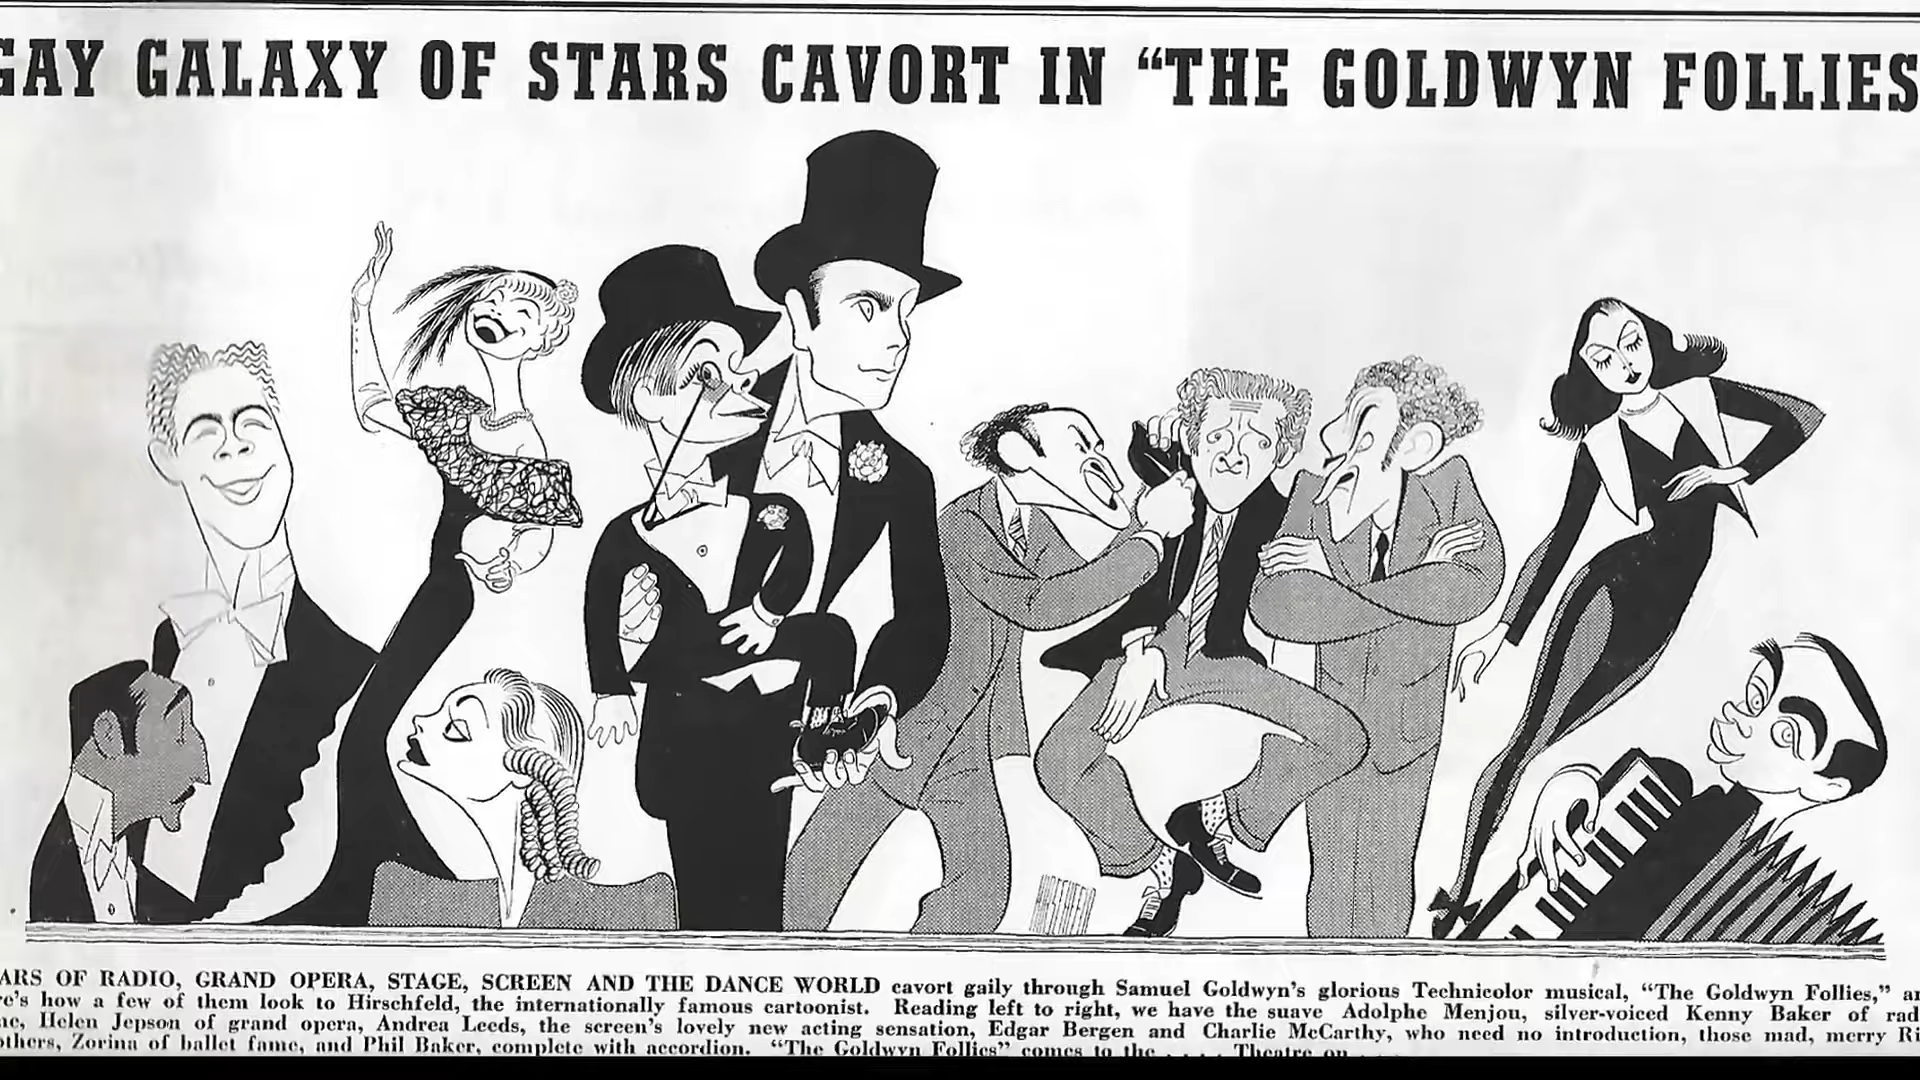 GAY GALAXY OF STARS CAVORT IN “THE GOLDWYN FOLLIES
ARS OF RADIO, GRAND OPERA, STAGE, SCREEN AND THE DANCE WORLD cavort gaily through Samuel Goldwyn’s glorious Technicolor musical, “The Goldwyn Follies,” an
re’s how a few of them look to Hirschfeld, the internationally famous cartoonist. Reading left to right, we have the suave Adolphe Menjou, silver-voiced Kenny Baker of rad
ne, Helen Jepson of grand opera, Andrea Leeds, the screen’s lovely new acting sensation, Edgar Bergen and Charlie McCarthy, who need no introduction, those mad, merry Ri
others, Zorina of ballet fame, and Phil Baker, complete with accordion. “The Goldwyn Follies” comes to the . . . . Theatre on . . . .